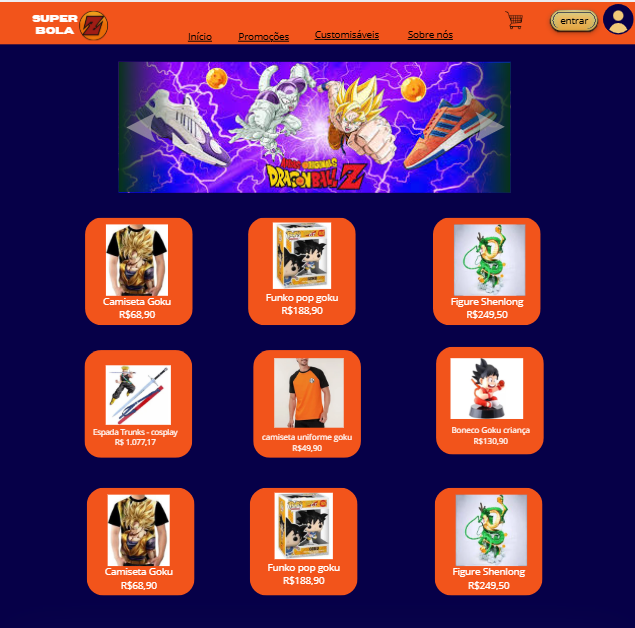 SUPER
BOLA Z
Início Promoções Customisáveis Sobre nós
entrar
DRAGONBALL Z
Camiseta Goku
R$68,90
Funko pop goku
R$188,90
Figure Shenlong
R$249,50
Espada Trunks - cosplay
R$ 1.077,17
camiseta uniforme goku
R$49,90
Boneco Goku criança
R$130,90
Camiseta Goku
R$68,90
Funko pop goku
R$188,90
Figure Shenlong
R$249,50